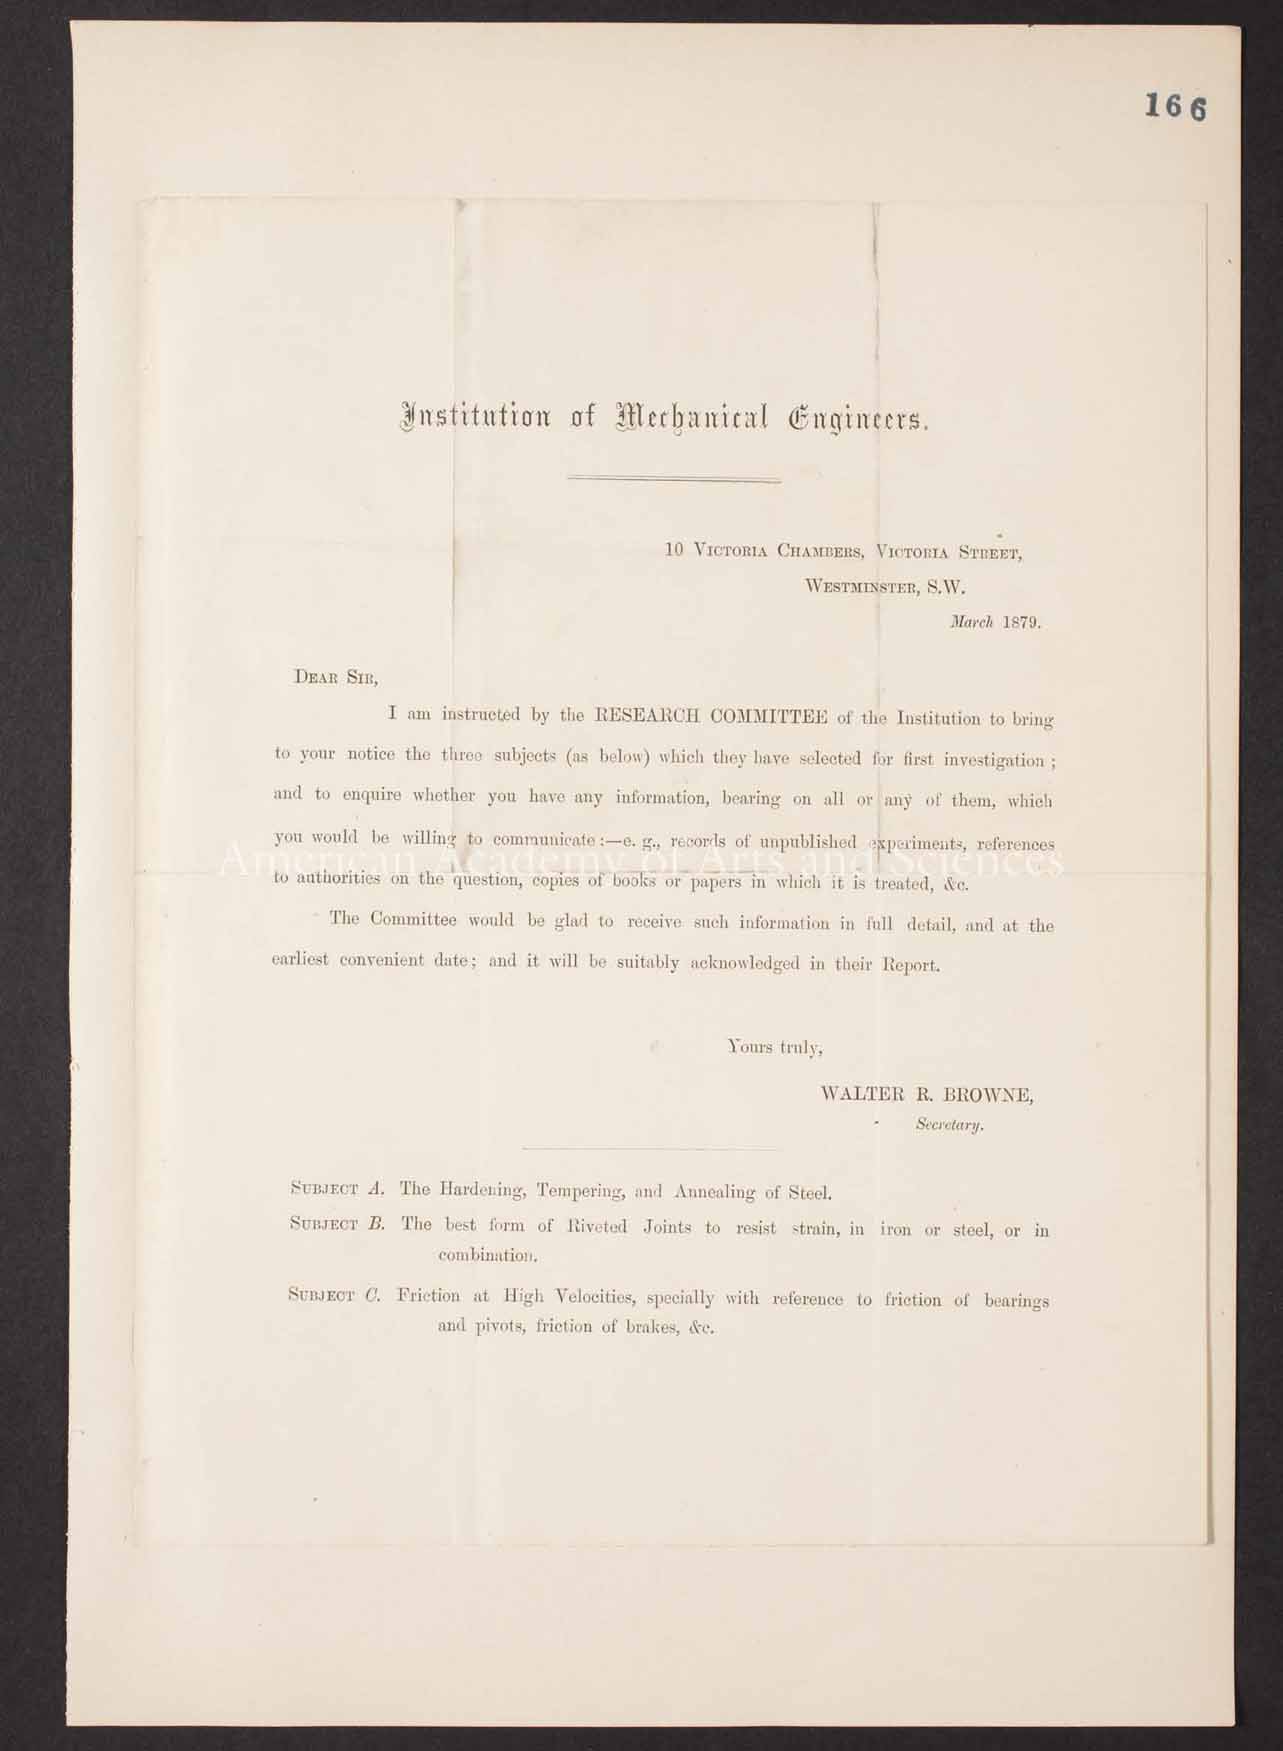 166
Institution of Mechanical Engineers.
10 Victoria Chambers, Victoria Street,
Westminster, S.W.
March 1879.
Dear Sir,
I am instructed by the RESEARCH COMMITTEE of the Institution to bring
to your notice the three subjects (as below) which they have selected for first investigation ;
and to enquire whether you have any information, bearing on all or any of them, which
you would be willing to communicate :—e. g., records of unpublished experiments, references
American Academy of Arts and Sciences
to authorities on the question, copies of books or papers in which it is treated, &c.
The Committee would be glad to receive such information in full detail, and at the
earliest convenient date ; and it will be suitably acknowledged in their Report.
Yours truly,
WALTER R. BROWNE,
Secretary.
Subject A. The Hardening, Tempering, and Annealing of Steel.
Subject B. The best form of Riveted Joints to resist strain, in iron or steel, or in
combination.
Subject C. Friction at High Velocities, specially with reference to friction of bearings
and pivots, friction of brakes, &c.